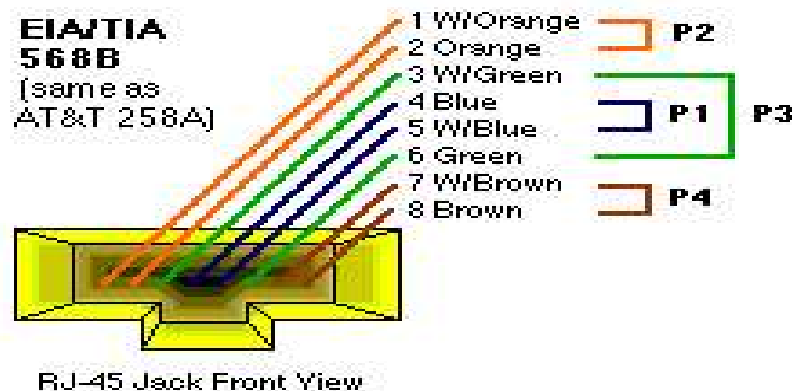 EIA/TIA
568B
(same as
AT&T 258A)
1 W/Orange
2 Orange
3 W/Green
4 Blue
5 W/Blue
6 Green
7 W/Brown
8 Brown
P2
P1
P3
P4
RJ-45 Jack Front View